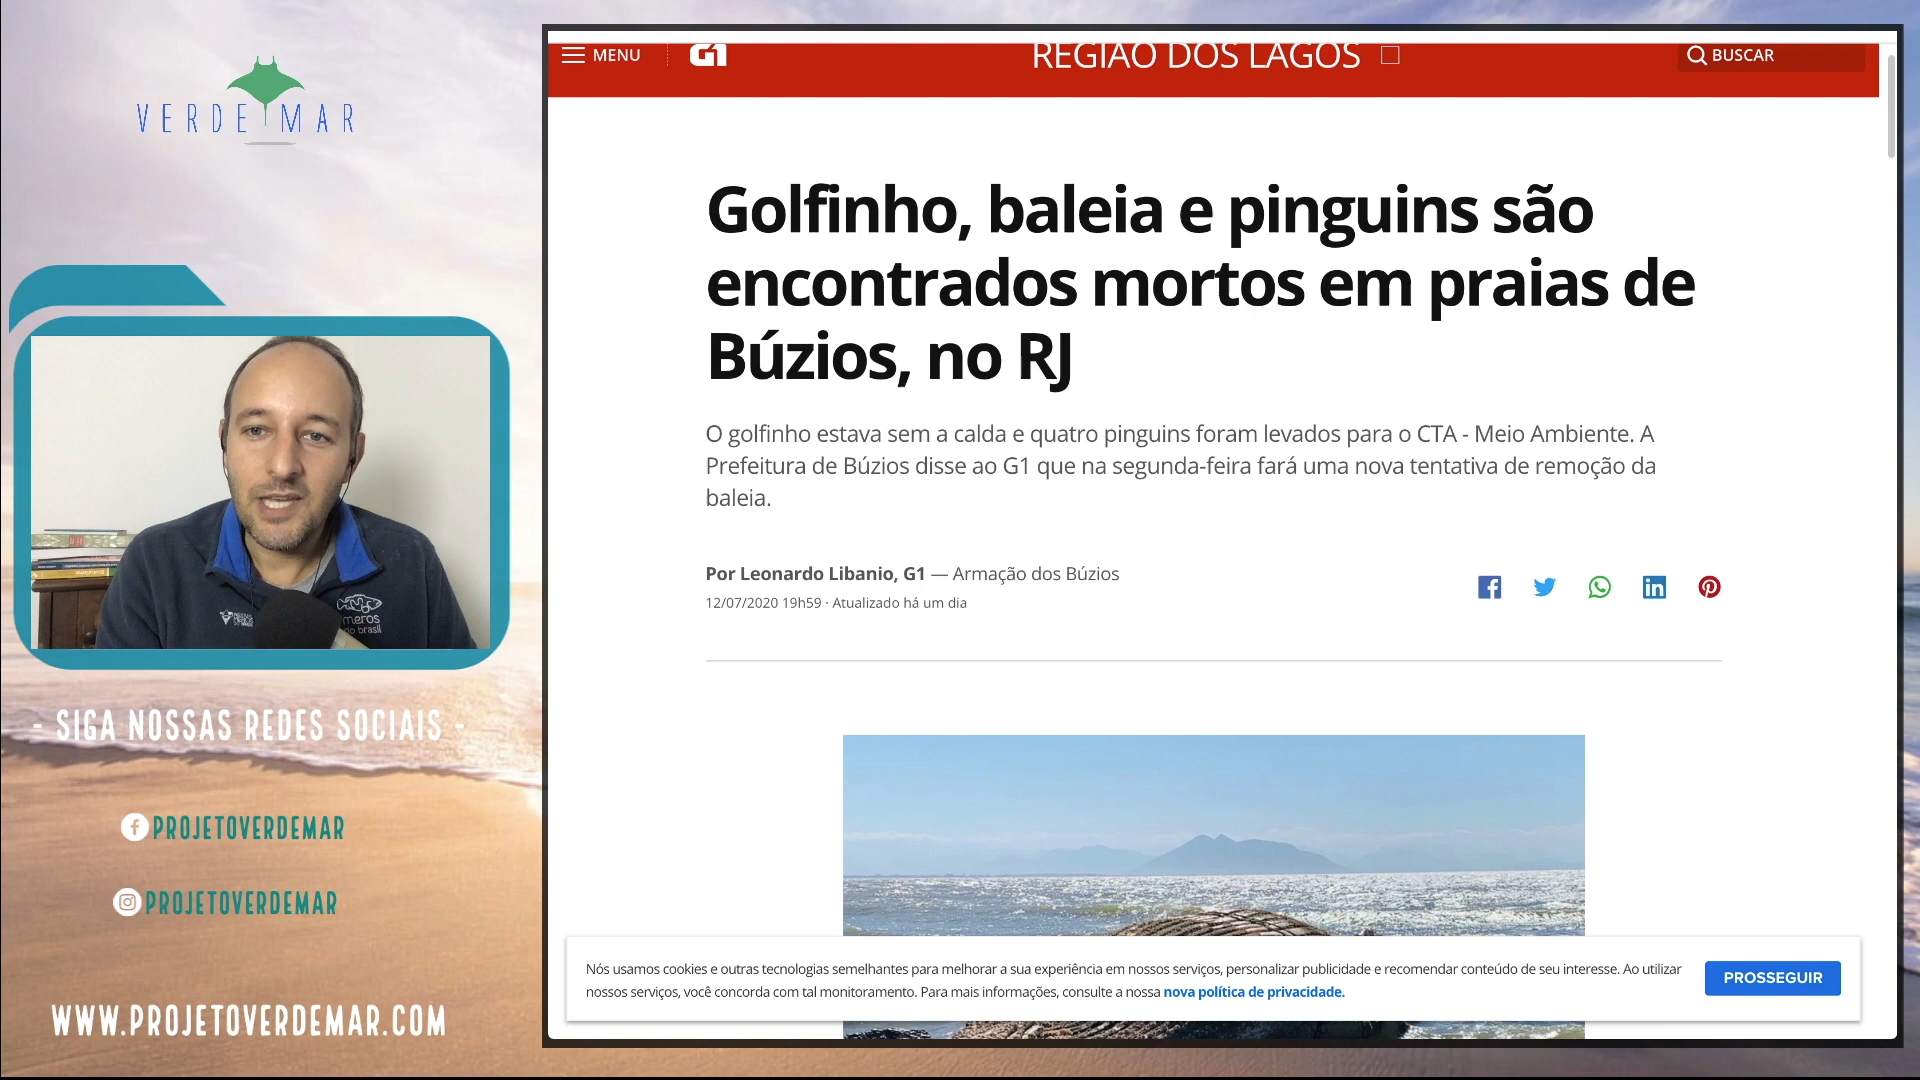 VERDE MAR
meros
do brasil
- SIGA NOSSAS REDES SOCIAIS -
PROJETOVERDEMAR
PROJETOVERDEMAR
WWW.PROJETOVERDEMAR.COM
MENU G1 REGIÃO DOS LAGOS BUSCAR
Golfinho, baleia e pinguins são
encontrados mortos em praias de
Búzios, no RJ
O golfinho estava sem a calda e quatro pinguins foram levados para o CTA - Meio Ambiente. A
Prefeitura de Búzios disse ao G1 que na segunda-feira fará uma nova tentativa de remoção da
baleia.
Por Leonardo Libanio, G1 — Armação dos Búzios
12/07/2020 19h59 · Atualizado há um dia
Nós usamos cookies e outras tecnologias semelhantes para melhorar a sua experiência em nossos serviços, personalizar publicidade e recomendar conteúdo de seu interesse. Ao utilizar
nossos serviços, você concorda com tal monitoramento. Para mais informações, consulte a nossa nova política de privacidade.
PROSSEGUIR